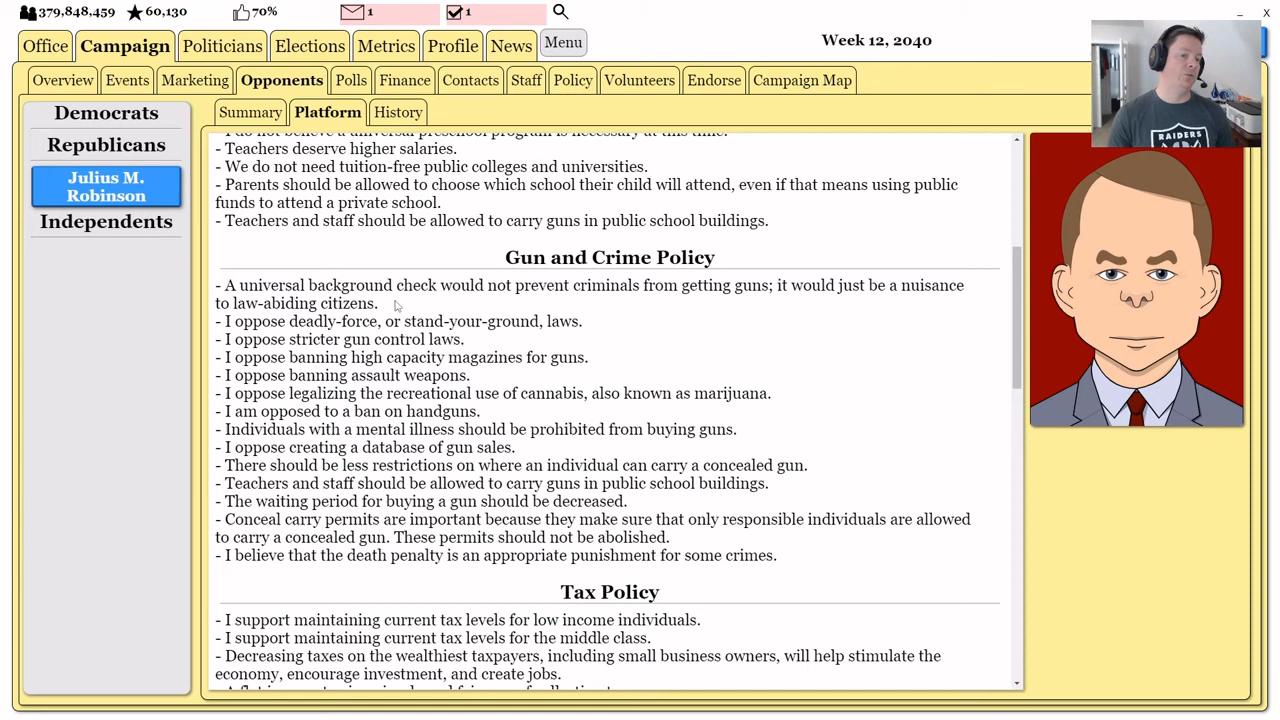 379,848,459 60,130 70% 1 1
_ X
Office Campaign Politicians Elections Metrics Profile News Menu
Week 12, 2040
Overview Events Marketing Opponents Polls Finance Contacts Staff Policy Volunteers Endorse Campaign Map
Democrats
Republicans
Julius M.
Robinson
Independents
Summary Platform History
- I do not believe a universal preschool program is necessary at this time.
- Teachers deserve higher salaries.
- We do not need tuition-free public colleges and universities.
- Parents should be allowed to choose which school their child will attend, even if that means using public
funds to attend a private school.
- Teachers and staff should be allowed to carry guns in public school buildings.
Gun and Crime Policy
- A universal background check would not prevent criminals from getting guns; it would just be a nuisance
to law-abiding citizens.
- I oppose deadly-force, or stand-your-ground, laws.
- I oppose stricter gun control laws.
- I oppose banning high capacity magazines for guns.
- I oppose banning assault weapons.
- I oppose legalizing the recreational use of cannabis, also known as marijuana.
- I am opposed to a ban on handguns.
- Individuals with a mental illness should be prohibited from buying guns.
- I oppose creating a database of gun sales.
- There should be less restrictions on where an individual can carry a concealed gun.
- Teachers and staff should be allowed to carry guns in public school buildings.
- The waiting period for buying a gun should be decreased.
- Conceal carry permits are important because they make sure that only responsible individuals are allowed
to carry a concealed gun. These permits should not be abolished.
- I believe that the death penalty is an appropriate punishment for some crimes.
Tax Policy
- I support maintaining current tax levels for low income individuals.
- I support maintaining current tax levels for the middle class.
- Decreasing taxes on the wealthiest taxpayers, including small business owners, will help stimulate the
economy, encourage investment, and create jobs.
RAIDERS